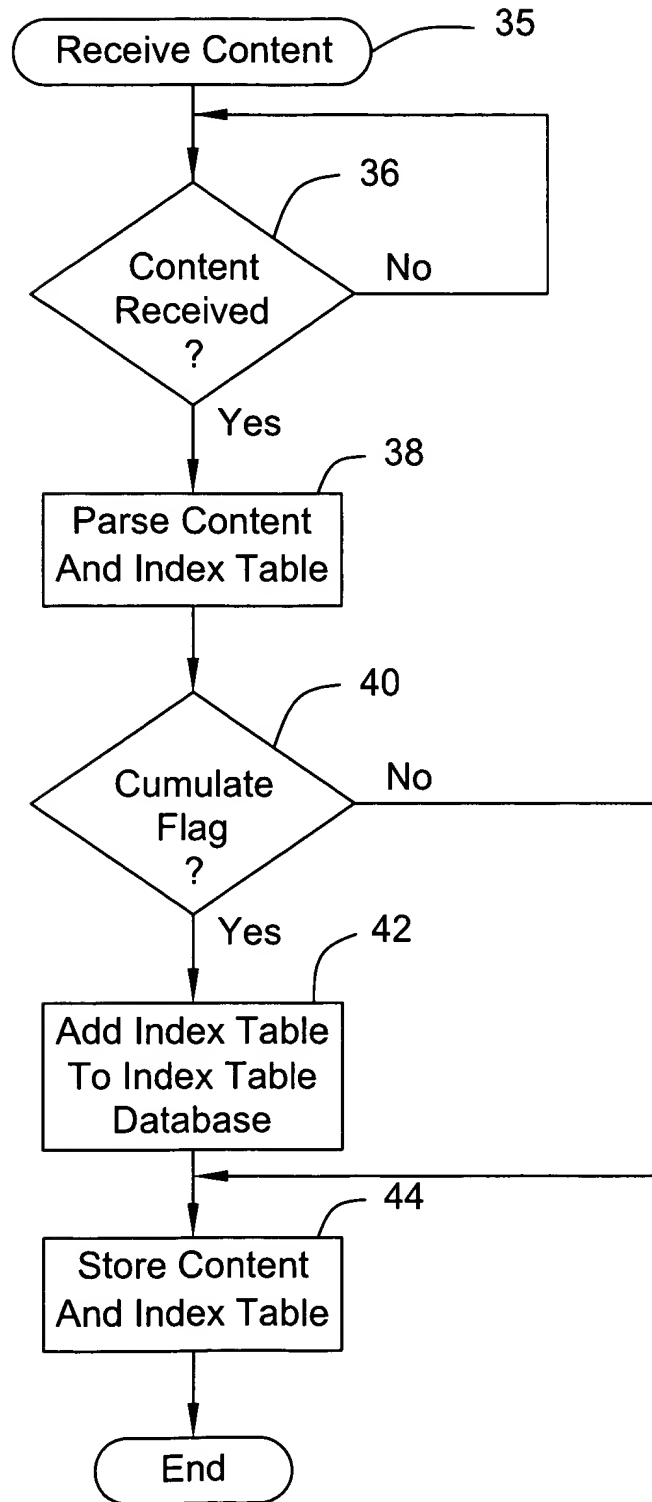 Receive Content
35
36
Content
Received
?
No
Yes
38
Parse Content
And Index Table
40
Cumulate
Flag
?
No
Yes
42
Add Index Table
To Index Table
Database
44
Store Content
And Index Table
End